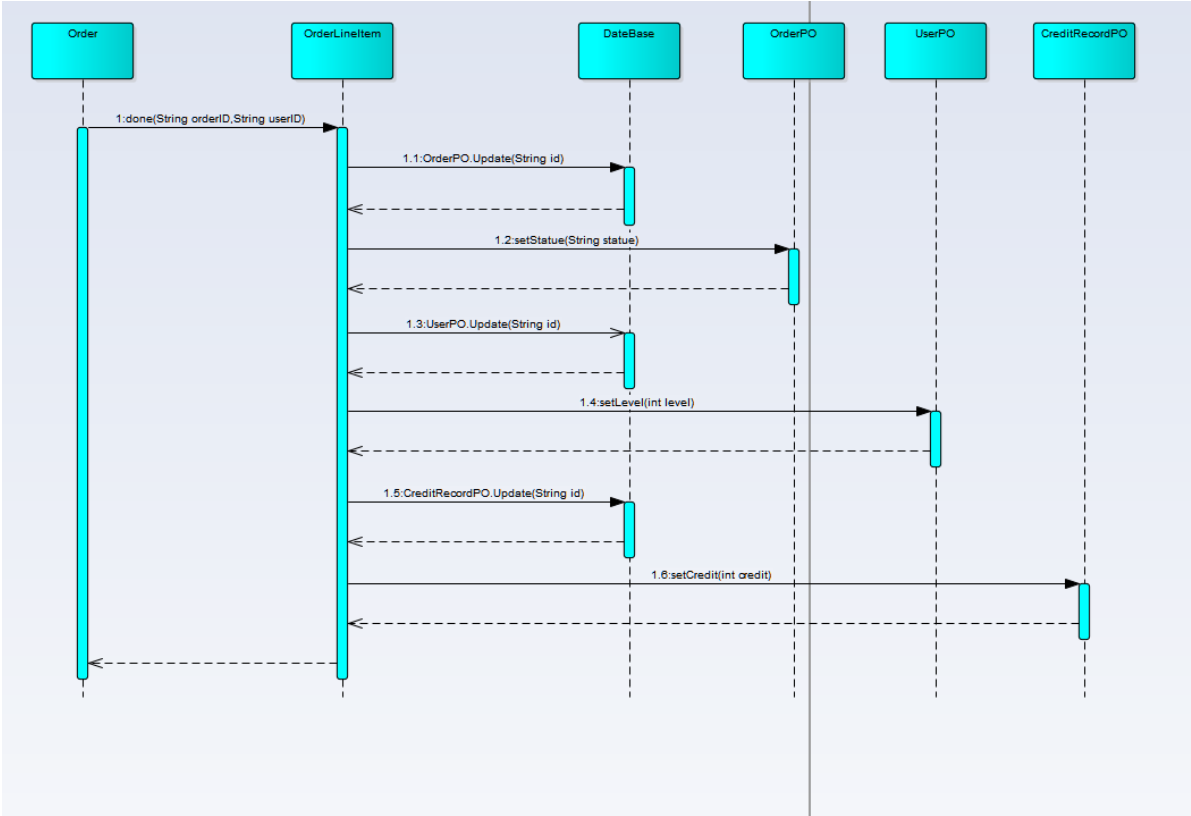 Order
OrderLineItem
DateBase
OrderPO
UserPO
CreditRecordPO
1:done(String orderID,String userID)
1.1:OrderPO.Update(String id)
1.2:setStatue(String statue)
1.3:UserPO.Update(String id)
1.4:setLevel(int level)
1.5:CreditRecordPO.Update(String id)
1.6:setCredit(int credit)